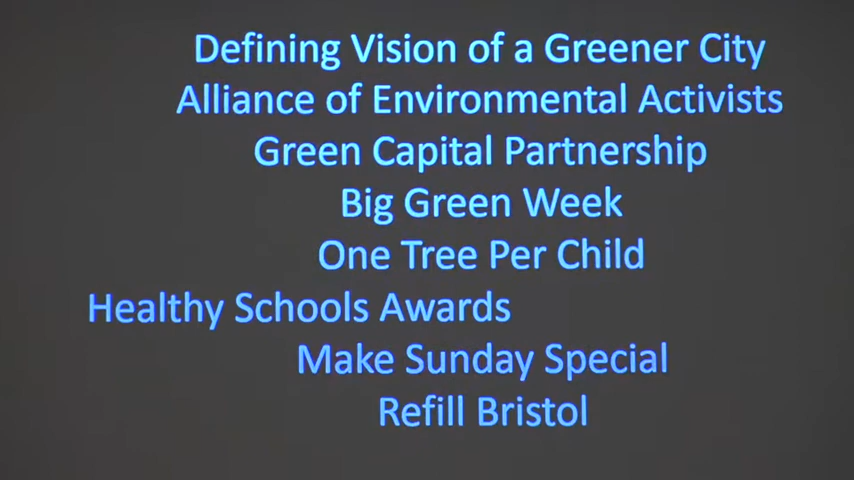 Defining Vision of a Greener City
Alliance of Environmental Activists
Green Capital Partnership
Big Green Week
One Tree Per Child
Healthy Schools Awards
Make Sunday Special
Refill Bristol